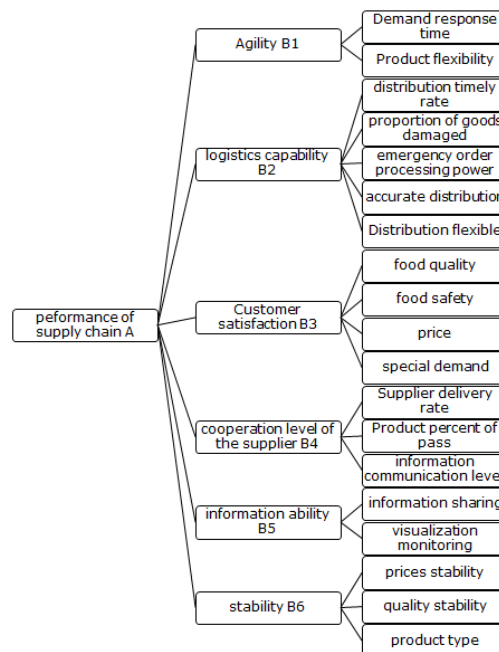 peformance of
supply chain A
Agility B1
Demand response
time
Product flexibility
logistics capability
B2
distribution timely
rate
proportion of goods
damaged
emergency order
processing power
accurate distribution
Distribution flexible
Customer
satisfaction B3
food quality
food safety
price
special demand
cooperation level of
the supplier B4
Supplier delivery
rate
Product percent of
pass
information
communication level
information ability
B5
information sharing
visualization
monitoring
stability B6
prices stability
quality stability
product type